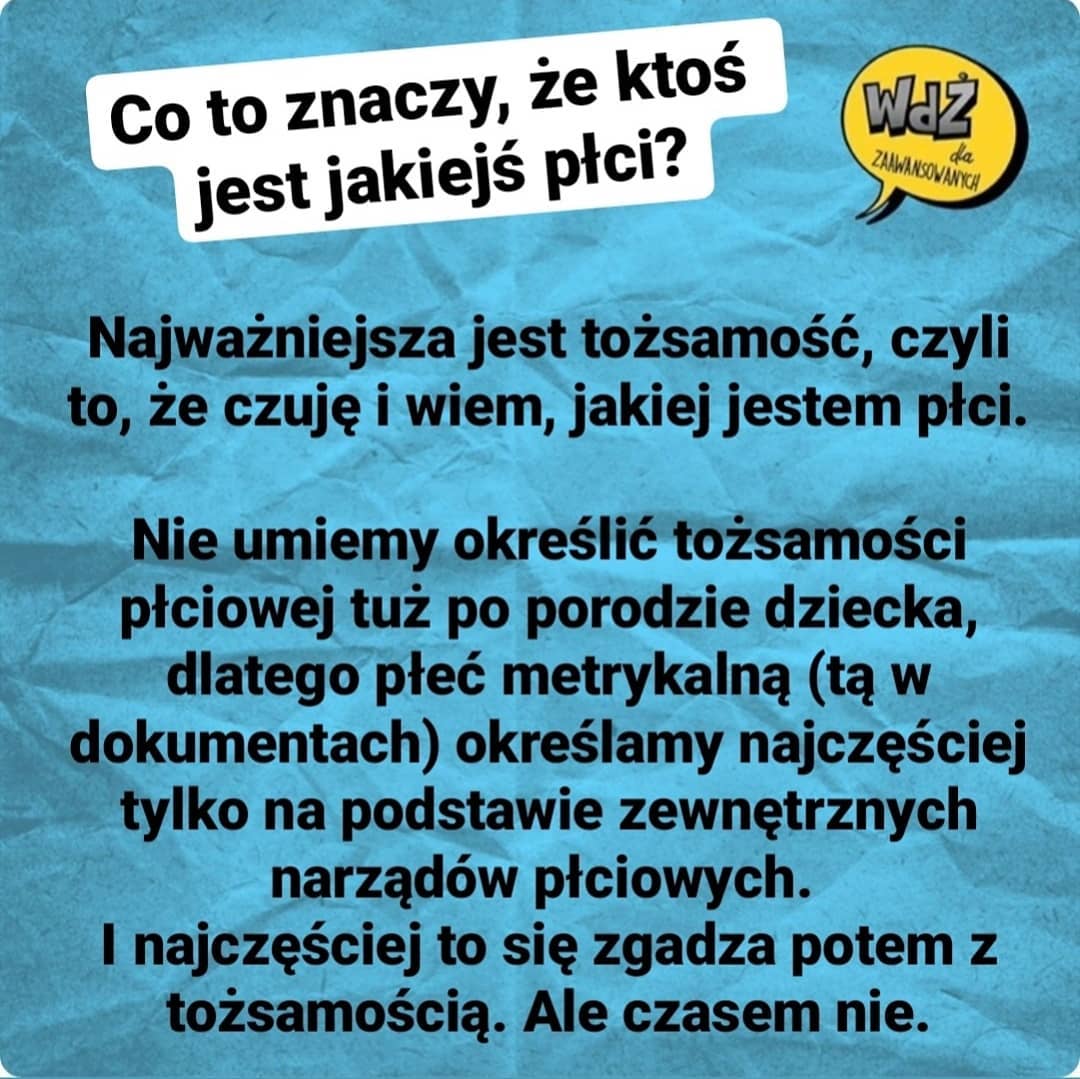 Co to znaczy, że ktoś
jest jakiejś płci?
WdŻ
dla
ZAAWANSOWANYCH
Najważniejsza jest tożsamość, czyli
to, że czuję i wiem, jakiej jestem płci.
Nie umiemy określić tożsamości
płciowej tuż po porodzie dziecka,
dlatego płeć metrykalną (tą w
dokumentach) określamy najczęściej
tylko na podstawie zewnętrznych
narządów płciowych.
I najczęściej to się zgadza potem z
tożsamością. Ale czasem nie.